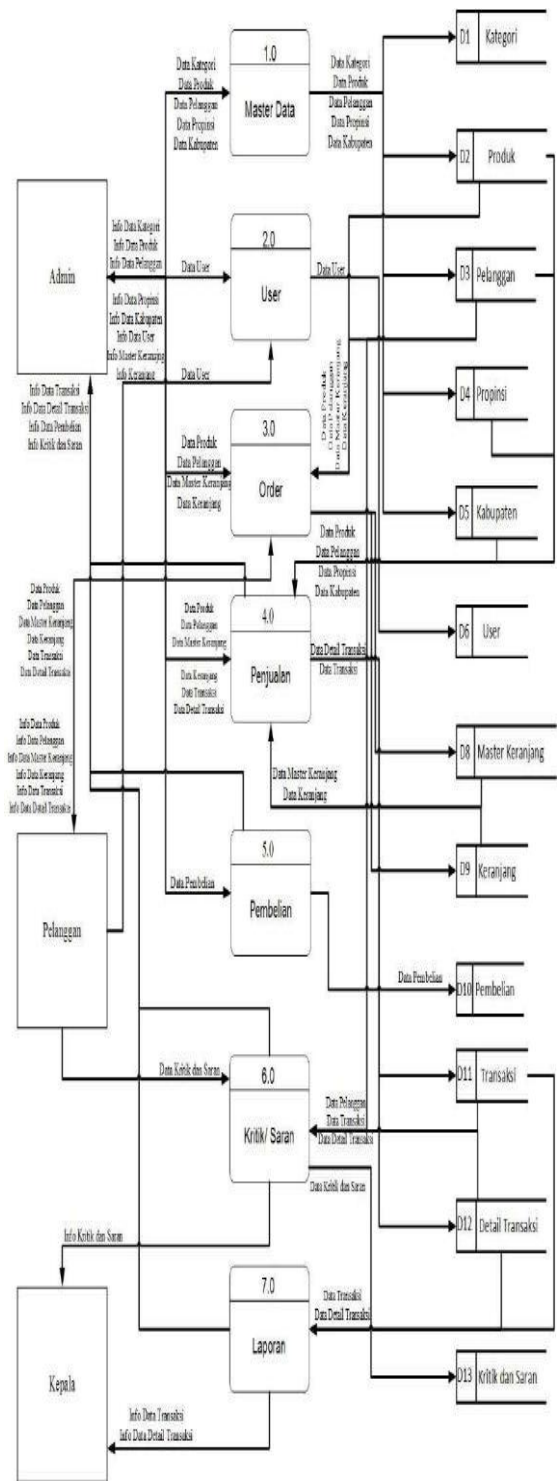 1.0
Master Data
Data Kategori
Data Produk
Data Pelanggan
Data Propinsi
Data Kabupaten
Data Kategori
Data Produk
Data Pelanggan
Data Propinsi
Data Kabupaten
D1 Kategori
D2 Produk
Admin
Info Data Kategori
Info Data Produk
Info Data Pelanggan
Info Data Propinsi
Info Data Kabupaten
Info Data User
Info Master Keranjang
Info Keranjang
Info Data Transaksi
Info Data Detail Transaksi
Info Data Pembelian
Info Kritik dan Saran
Data User
2.0
User
Data User
Data User
D3 Pelanggan
D4 Propinsi
Data Produk
Data Pelanggan
Data Master Keranjang
Data Keranjang
3.0
Order
Data Produk
Data Pelanggan
Data Master Keranjang
Data Keranjang
D5 Kabupaten
Data Produk
Data Pelanggan
Data Propinsi
Data Kabupaten
Data Produk
Data Pelanggan
Data Master Keranjang
Data Keranjang
Data Transaksi
Data Detail Transaksi
Data Produk
Data Pelanggan
Data Master Keranjang
Data Keranjang
Data Transaksi
Data Detail Transaksi
4.0
Penjualan
Data Detail Transaksi
Data Transaksi
D6 User
Info Data Produk
Info Data Pelanggan
Info Data Master Keranjang
Info Data Keranjang
Info Data Transaksi
Info Data Detail Transaksi
Data Master Keranjang
Data Keranjang
D8 Master Keranjang
D9 Keranjang
Pelanggan
Data Pembelian
5.0
Pembelian
Data Pembelian
D10 Pembelian
Data Kritik dan Saran
6.0
Kritik/ Saran
Data Pelanggan
Data Transaksi
Data Detail Transaksi
Data Kritik dan Saran
D11 Transaksi
D12 Detail Transaksi
Info Kritik dan Saran
7.0
Laporan
Data Transaksi
Data Detail Transaksi
D13 Kritik dan Saran
Kepala
Info Data Transaksi
Info Data Detail Transaksi